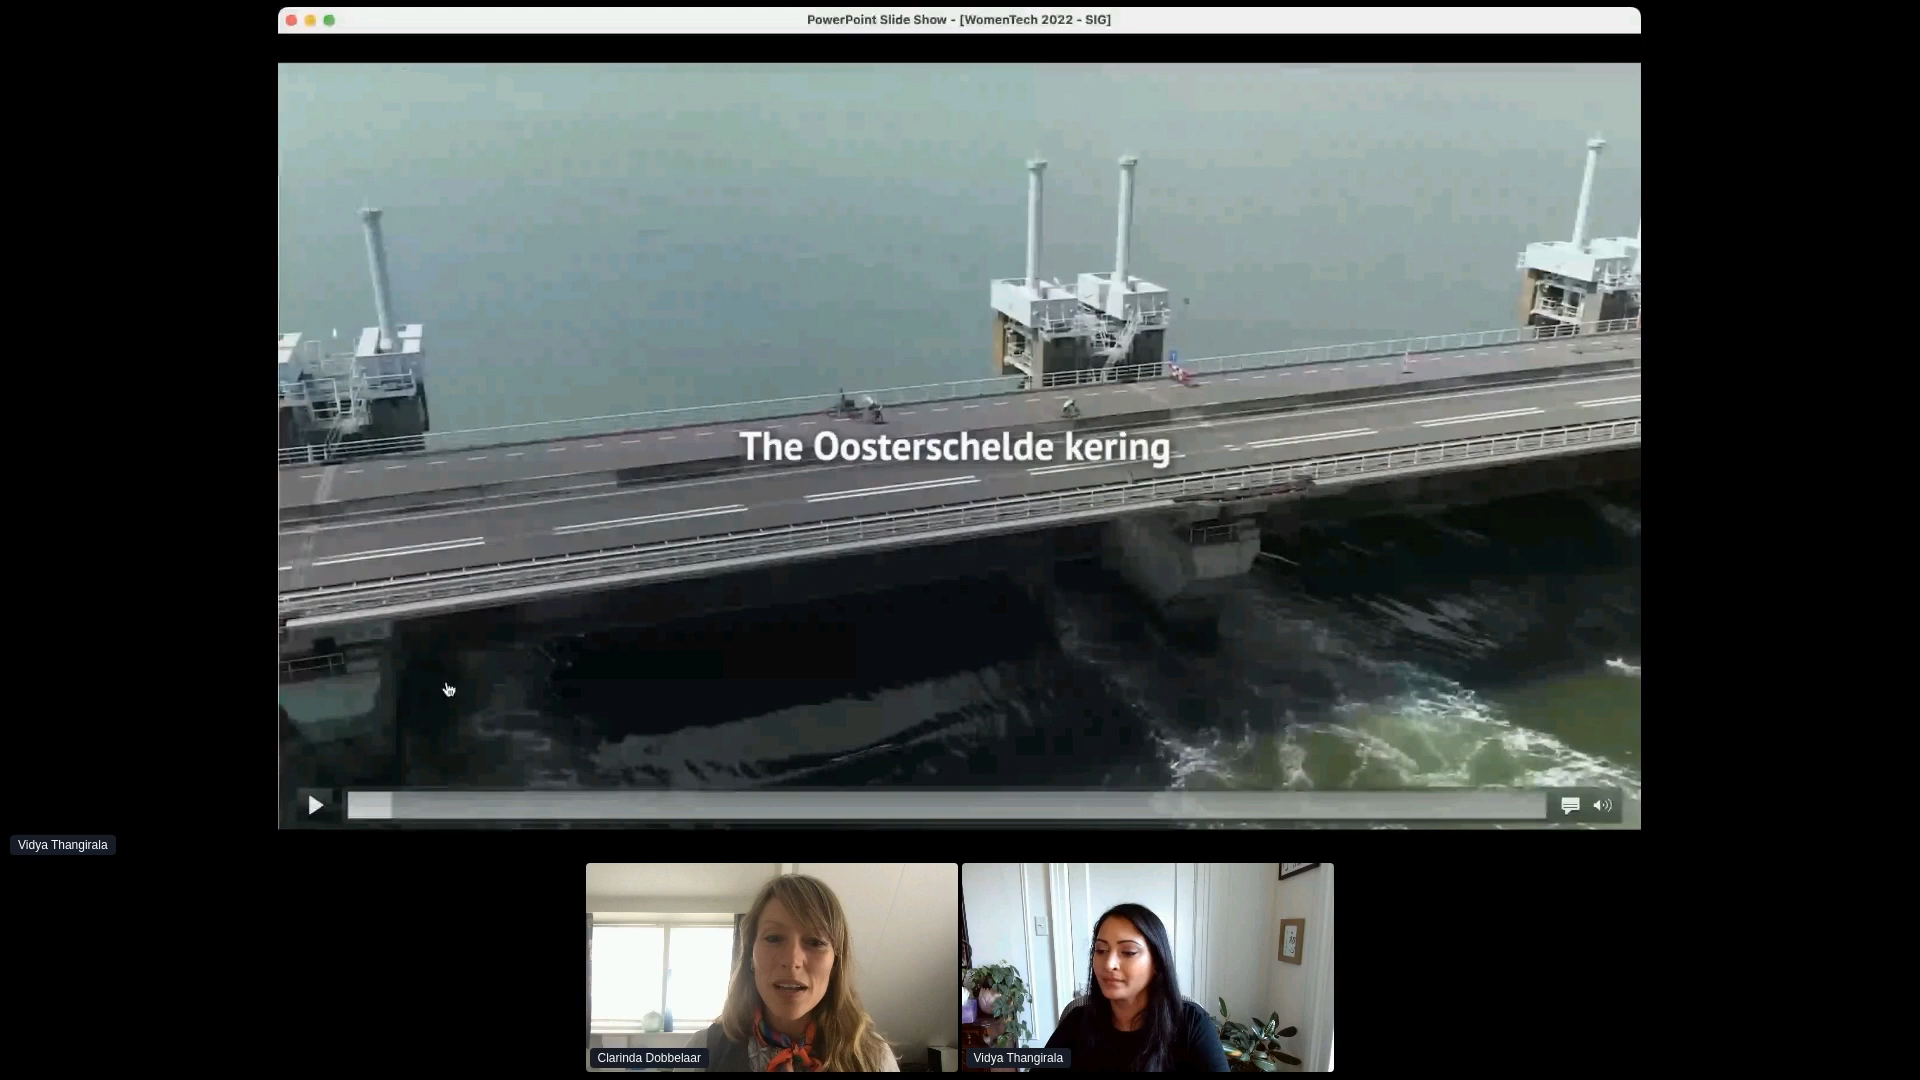 PowerPoint Slide Show - [WomenTech 2022 - SIG]
The Oosterschelde kering
Vidya Thangirala
Clarinda Dobbelaar
Vidya Thangirala